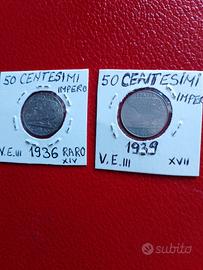 50 CENTESIMI
IMPERO
V.E.III 1936 RARO
XIV
50 CENTESIMI
IMPERO
V.E.III 1939 XVII
subito